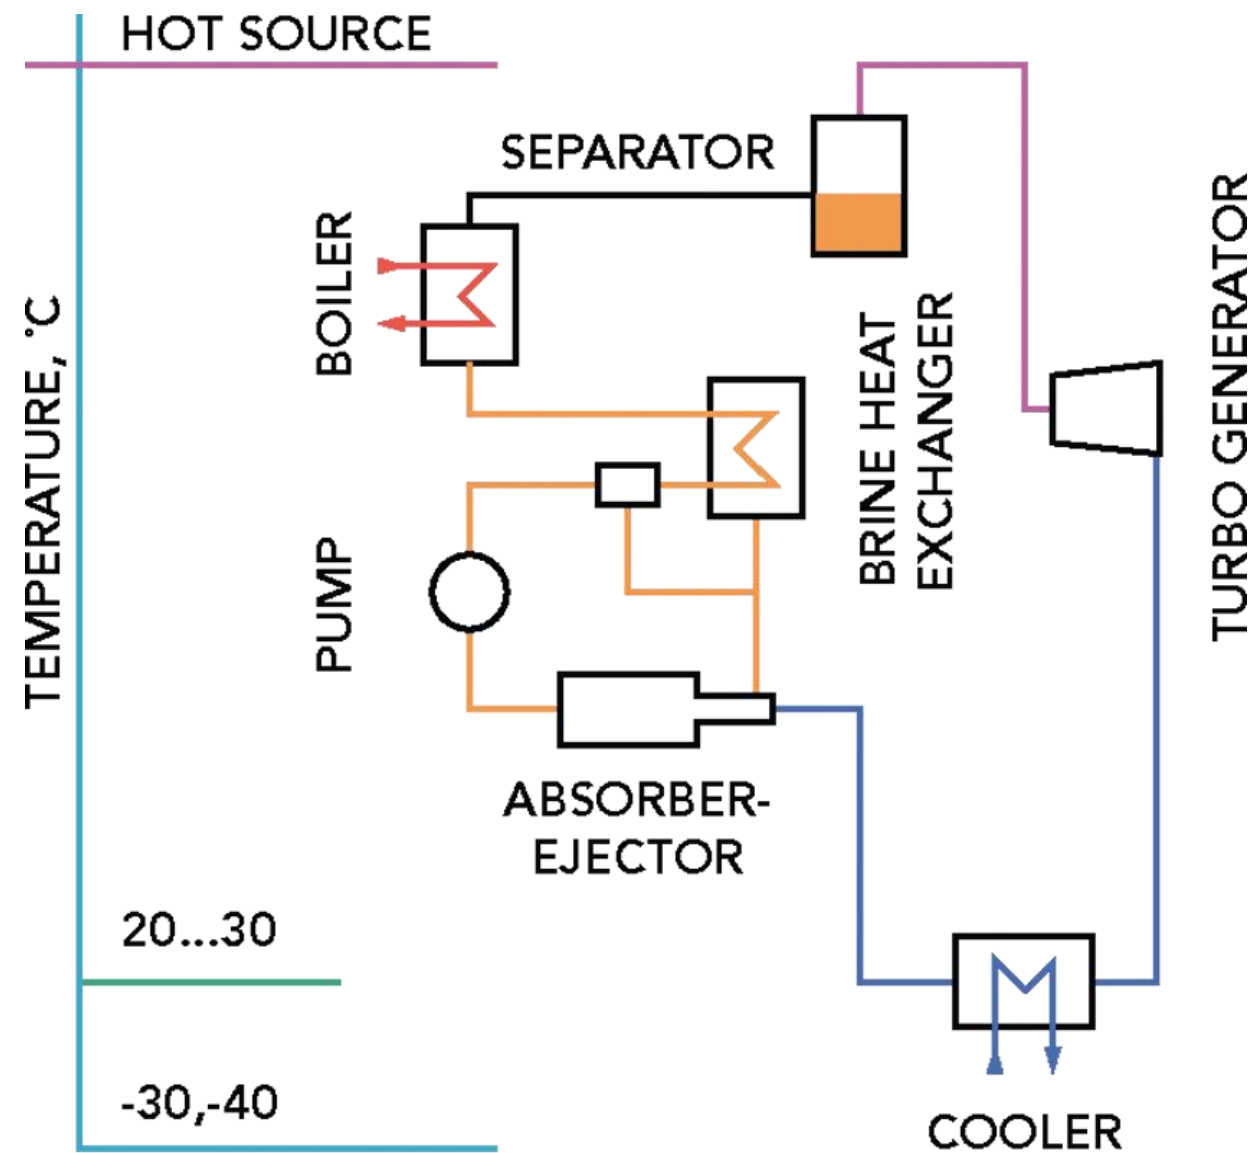 HOT SOURCE
SEPARATOR
BOILER
TEMPERATURE, °C
BRINE HEAT
EXCHANGER
TURBO GENERATOR
PUMP
ABSORBER-
EJECTOR
20...30
-30,-40
COOLER